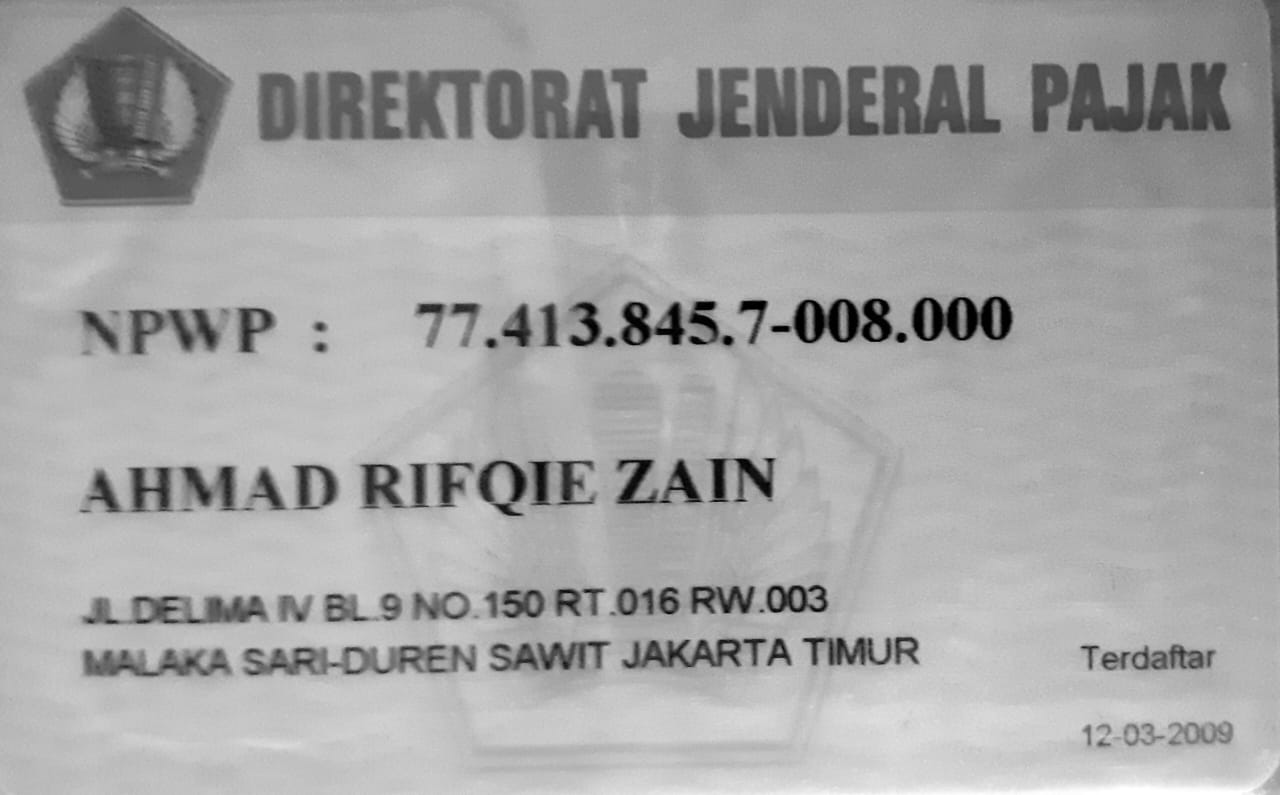 DIREKTORAT JENDERAL PAJAK
NPWP : 77.413.845.7-008.000
AHMAD RIFQIE ZAIN
JL.DELIMA IV BL.9 NO.150 RT.016 RW.003
MALAKA SARI-DUREN SAWIT JAKARTA TIMUR
Terdaftar
12-03-2009